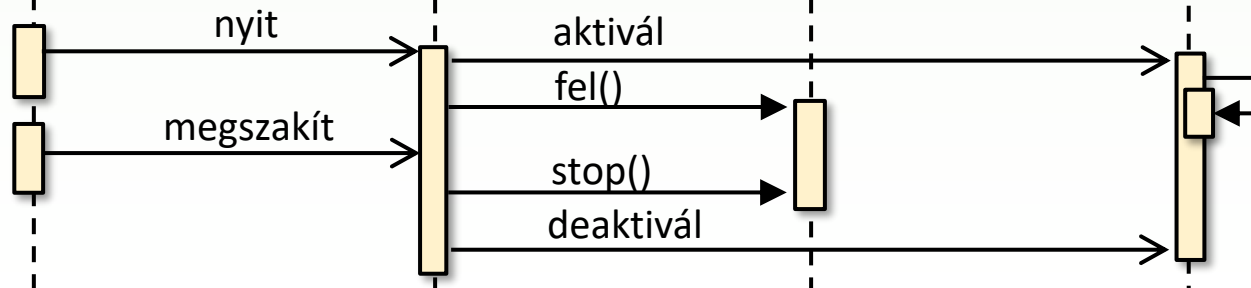 nyit
aktivál
fel()
megszakít
stop()
deaktivál